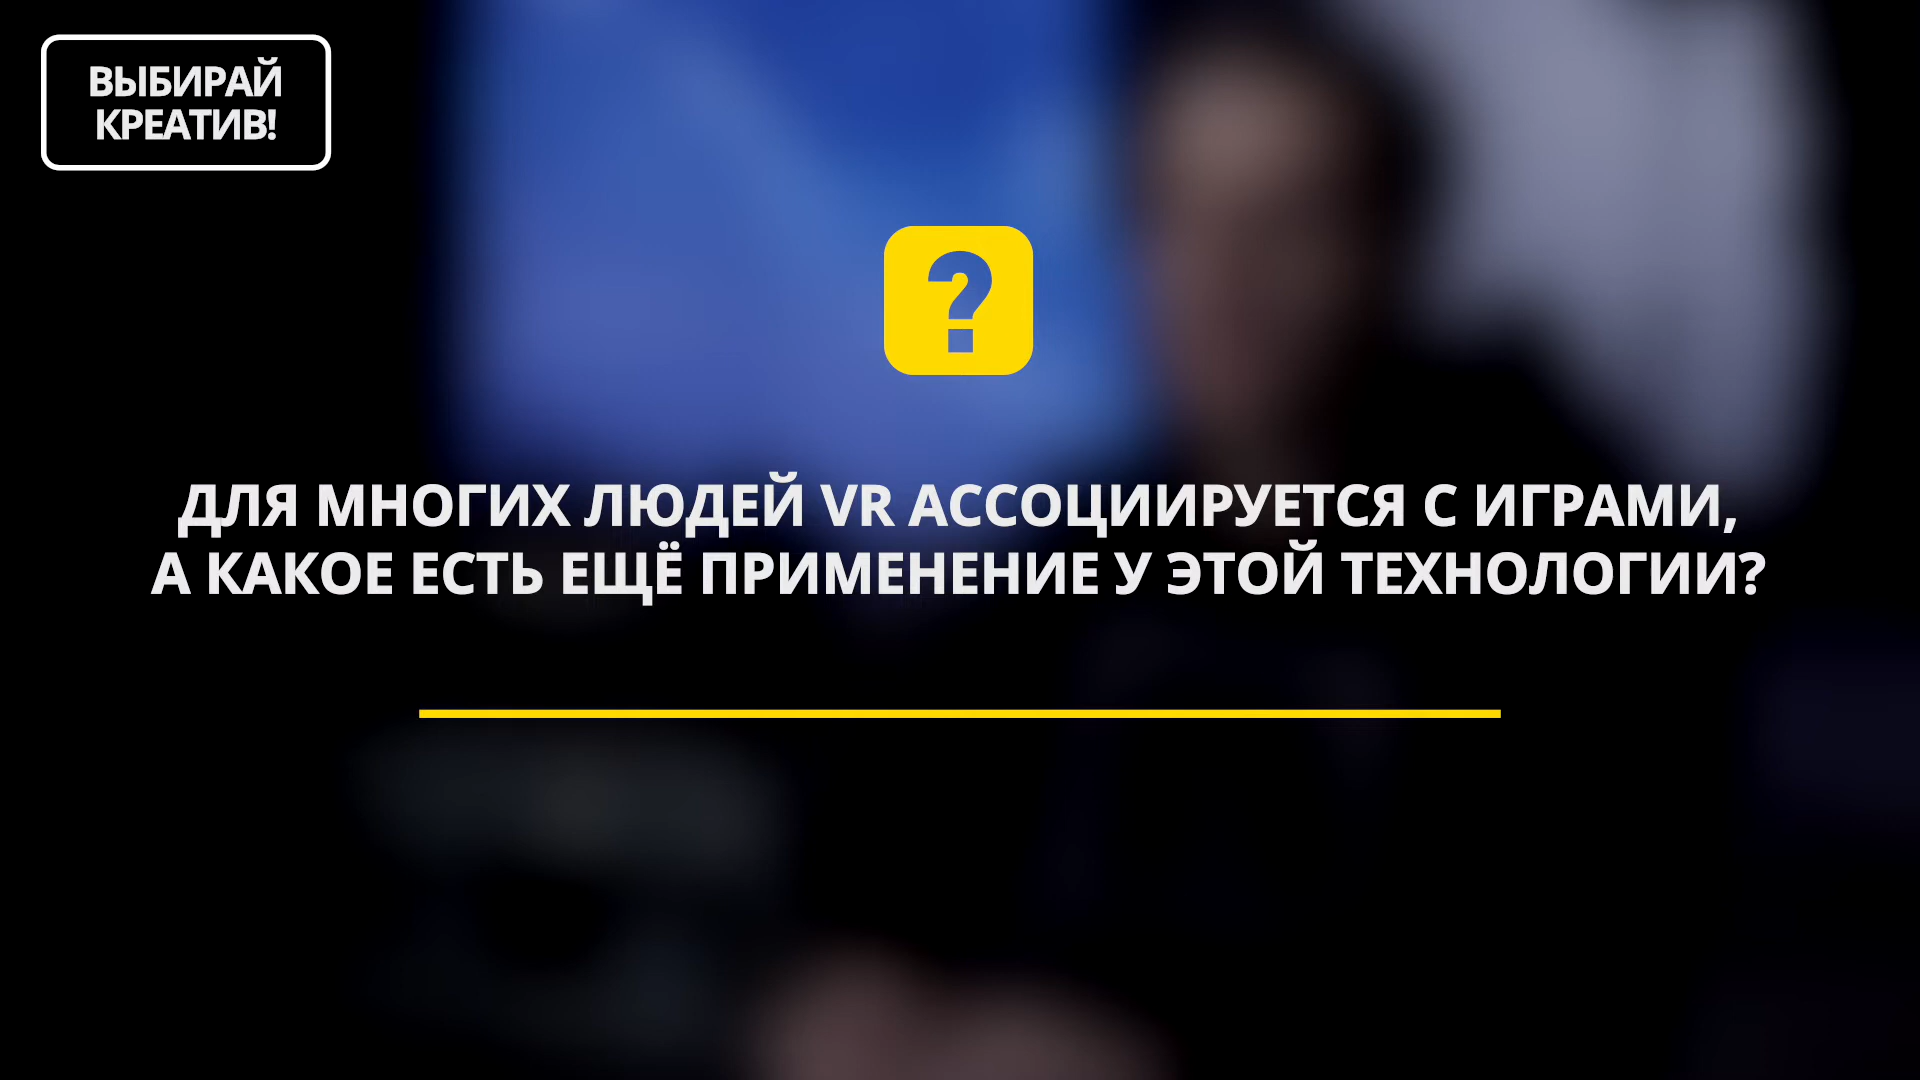 ВЫБИРАЙ
КРЕАТИВ!
?
ДЛЯ МНОГИХ ЛЮДЕЙ VR АССОЦИИРУЕТСЯ С ИГРАМИ,
А КАКОЕ ЕСТЬ ЕЩЁ ПРИМЕНЕНИЕ У ЭТОЙ ТЕХНОЛОГИИ?